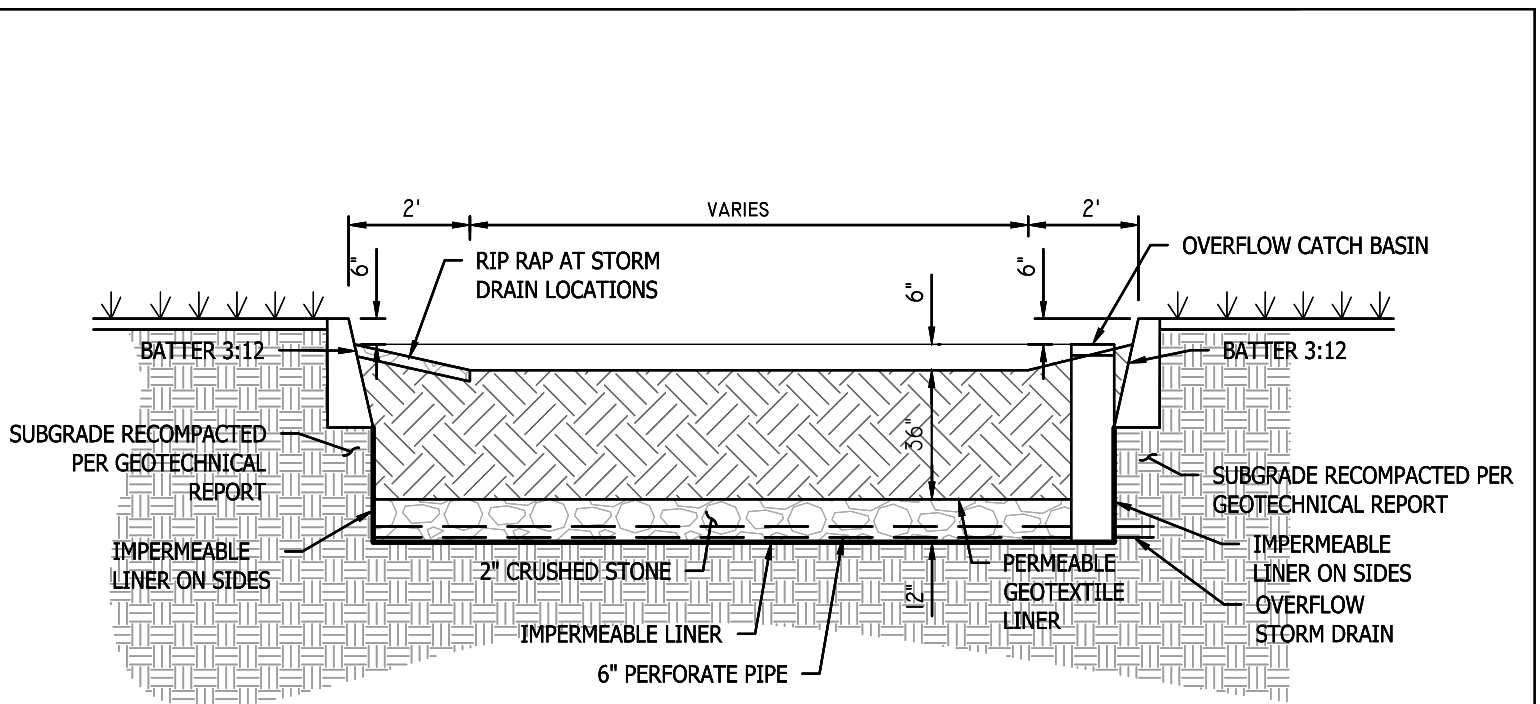 2'
VARIES
2'
6"
RIP RAP AT STORM
DRAIN LOCATIONS
6"
6"
OVERFLOW CATCH BASIN
BATTER 3:12
BATTER 3:12
SUBGRADE RECOMPACTED
PER GEOTECHNICAL
REPORT
36"
SUBGRADE RECOMPACTED PER
GEOTECHNICAL REPORT
IMPERMEABLE
LINER ON SIDES
2" CRUSHED STONE
12"
PERMEABLE
GEOTEXTILE
LINER
IMPERMEABLE
LINER ON SIDES
OVERFLOW
STORM DRAIN
IMPERMEABLE LINER
6" PERFORATE PIPE